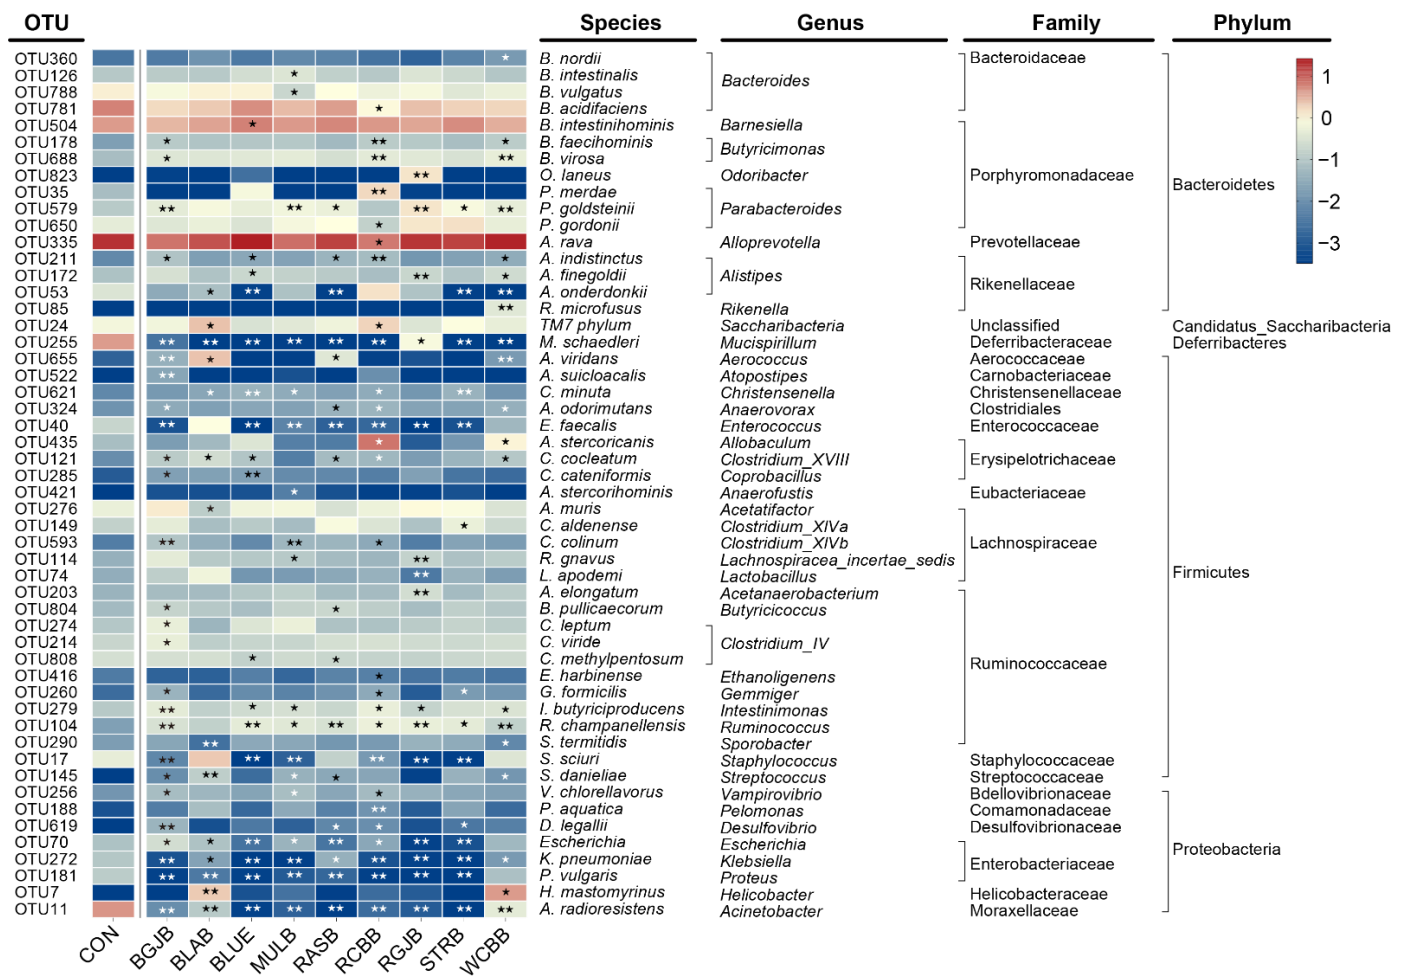 OTU Species Genus Family Phylum
OTU360 B. nordii Bacteroidaceae
OTU126 ★ B. intestinalis
OTU788 B. vulgatus Bacteroides
OTU781 B. acidifaciens
OTU504 B. intestinihominis Barnesiella
OTU178 B. faecihominis
OTU688 B. virosa Butyricimonas
OTU823 O. laneus Odoribacter Porphyromonadaceae
OTU35 P. merdae Bacteroidetes
OTU579 P. goldsteinii Parabacteroides
OTU650 P. gordonii
OTU335 A. rava Alloprevotella Prevotellaceae
OTU211 A. indistinctus
OTU172 A. finegoldii Alistipes
OTU53 A. onderdonkii Rikenellaceae
OTU85 R. microfusus Rikenella
OTU24 TM7 phylum Saccharibacteria Unclassified Candidatus_Saccharibacteria
OTU255 M. schaedleri Mucispirillum Deferribacteraceae Deferribacteres
OTU655 A. viridans Aerococcus Aerococcaceae
OTU522 A. suicloacalis Atopostipes Carnobacteriaceae
OTU621 C. minuta Christensenella Christensenellaceae
OTU324 A. odorimutans Anaerovorax Clostridiales
OTU40 E. faecalis Enterococcus Enterococcaceae
OTU435 A. stercoricanis Allobaculum
OTU121 C. cocleatum Clostridium_XVIII Erysipelotrichaceae
OTU285 C. cateniformis Coprobacillus
OTU421 A. stercorihominis Anaerofustis Eubacteriaceae
OTU276 A. muris Acetatifactor
OTU149 C. aldenense Clostridium_XIVa
OTU593 C. colinum Clostridium_XIVb Lachnospiraceae
OTU114 R. gnavus Lachnospiracea_incertae_sedis
OTU74 L. apodemi Lactobacillus Firmicutes
OTU203 A. elongatum Acetanaerobacterium
OTU804 B. pullicaecorum Butyricicoccus
OTU274 C. leptum
OTU214 C. viride Clostridium_IV
OTU808 C. methylpentosum Ruminococcaceae
OTU416 E. harbinense Ethanoligenens
OTU260 G. formicilis Gemmiger
OTU279 I. butyriciproducens Intestinimonas
OTU104 R. champanellensis Ruminococcus
OTU290 S. termitidis Sporobacter
OTU17 S. sciuri Staphylococcus Staphylococcaceae
OTU145 S. danieliae Streptococcus Streptococcaceae
OTU256 V. chlorellavorus Vampirovibrio Bdellovibrionaceae
OTU188 P. aquatica Pelomonas Comamonadaceae
OTU619 D. legallii Desulfovibrio Desulfovibrionaceae
OTU70 Escherichia Escherichia
OTU272 K. pneumoniae Klebsiella Enterobacteriaceae Proteobacteria
OTU181 P. vulgaris Proteus
OTU7 H. mastomyrinus Helicobacter Helicobacteraceae
OTU11 A. radioresistens Acinetobacter Moraxellaceae
CON BGJB BLAB BLUE MULB RASB RCBB RGJB STRB WCBB
1
0
−1
−2
−3